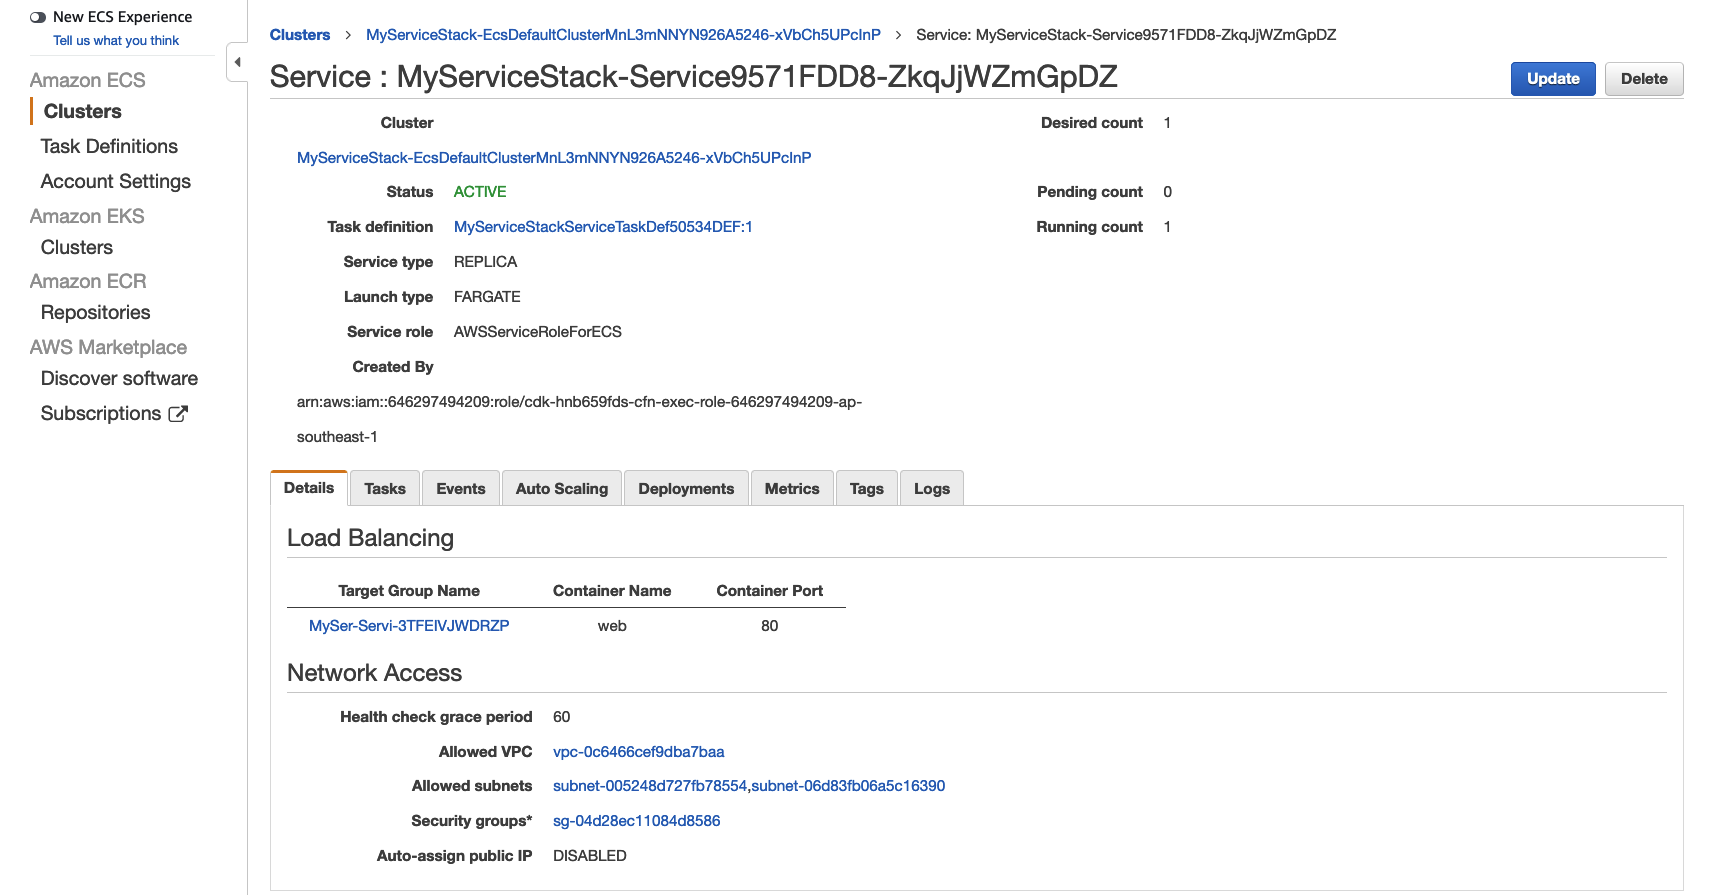 New ECS Experience
Tell us what you think
Amazon ECS
Clusters
Task Definitions
Account Settings
Amazon EKS
Clusters
Amazon ECR
Repositories
AWS Marketplace
Discover software
Subscriptions
Clusters > MyServiceStack-EcsDefaultClusterMnL3mNNYN926A5246-xVbCh5UPcInP > Service: MyServiceStack-Service9571FDD8-ZkqJjWZmGpDZ
Service : MyServiceStack-Service9571FDD8-ZkqJjWZmGpDZ
Update Delete
Cluster
MyServiceStack-EcsDefaultClusterMnL3mNNYN926A5246-xVbCh5UPcInP
Status ACTIVE
Task definition MyServiceStackServiceTaskDef50534DEF:1
Service type REPLICA
Launch type FARGATE
Service role AWSServiceRoleForECS
Created By
arn:aws:iam::646297494209:role/cdk-hnb659fds-cfn-exec-role-646297494209-ap-
southeast-1
Desired count 1
Pending count 0
Running count 1
Details Tasks Events Auto Scaling Deployments Metrics Tags Logs
Load Balancing
Target Group Name Container Name Container Port
MySer-Servi-3TFEIVJWDRZP web 80
Network Access
Health check grace period 60
Allowed VPC vpc-0c6466cef9dba7baa
Allowed subnets subnet-005248d727fb78554,subnet-06d83fb06a5c16390
Security groups* sg-04d28ec11084d8586
Auto-assign public IP DISABLED